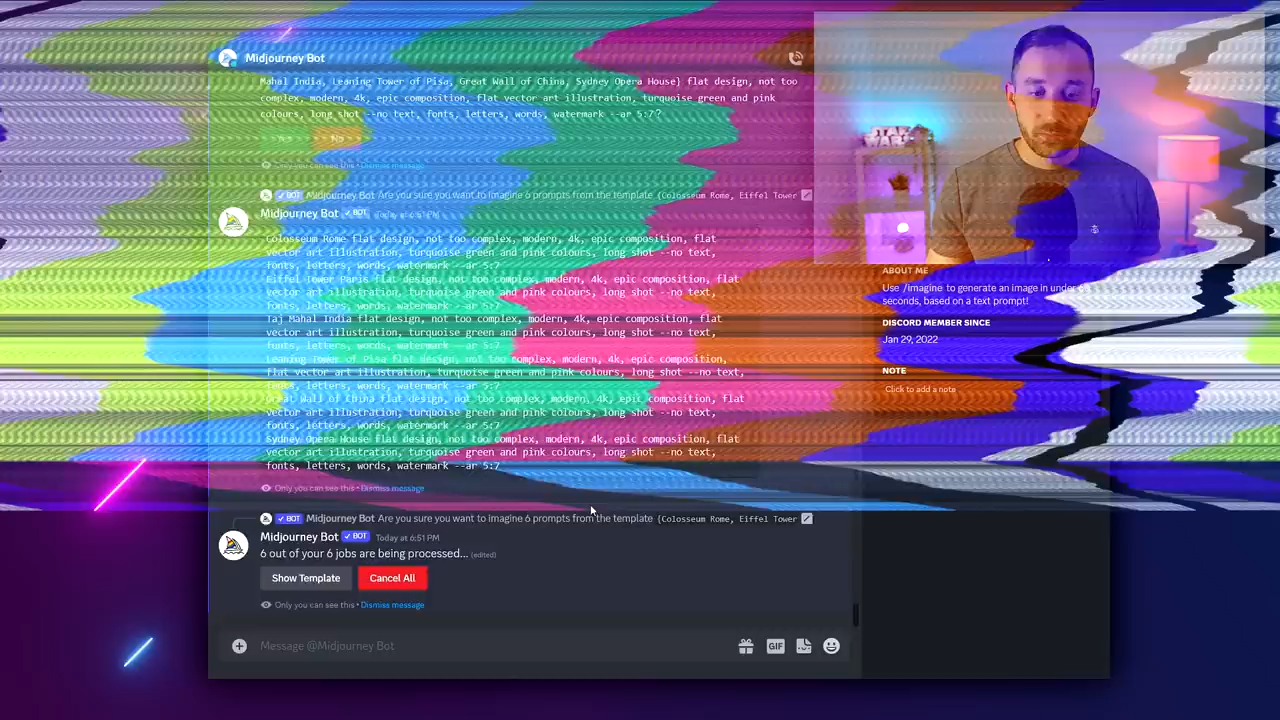 Midjourney Bot
Mahal India, Leaning Tower of Pisa, Great Wall of China, Sydney Opera House} flat design, not too
complex, modern, 4k, epic composition, flat vector art illustration, turquoise green and pink
colours, long shot --no text, fonts, letters, words, watermark --ar 5:7?
Yes No
Only you can see this • Dismiss message
BOT Midjourney Bot Are you sure you want to imagine 6 prompts from the template {Colosseum Rome, Eiffel Tower
Midjourney Bot BOT Today at 6:51 PM
Colosseum Rome flat design, not too complex, modern, 4k, epic composition, flat
vector art illustration, turquoise green and pink colours, long shot --no text,
fonts, letters, words, watermark --ar 5:7
Eiffel Tower Paris flat design, not too complex, modern, 4k, epic composition, flat
vector art illustration, turquoise green and pink colours, long shot --no text,
fonts, letters, words, watermark --ar 5:7
Taj Mahal India flat design, not too complex, modern, 4k, epic composition, flat
vector art illustration, turquoise green and pink colours, long shot --no text,
fonts, letters, words, watermark --ar 5:7
Leaning Tower of Pisa flat design, not too complex, modern, 4k, epic composition,
flat vector art illustration, turquoise green and pink colours, long shot --no text,
fonts, letters, words, watermark --ar 5:7
Great Wall of China flat design, not too complex, modern, 4k, epic composition, flat
vector art illustration, turquoise green and pink colours, long shot --no text,
fonts, letters, words, watermark --ar 5:7
Sydney Opera House flat design, not too complex, modern, 4k, epic composition, flat
vector art illustration, turquoise green and pink colours, long shot --no text,
fonts, letters, words, watermark --ar 5:7
Only you can see this • Dismiss message
BOT Midjourney Bot Are you sure you want to imagine 6 prompts from the template {Colosseum Rome, Eiffel Tower
Midjourney Bot BOT Today at 6:51 PM
6 out of your 6 jobs are being processed... (edited)
Show Template Cancel All
Only you can see this • Dismiss message
Message @Midjourney Bot
GIF
STAR WARS
ABOUT ME
Use /imagine to generate an image in under
seconds, based on a text prompt!
DISCORD MEMBER SINCE
Jan 29, 2022
NOTE
Click to add a note